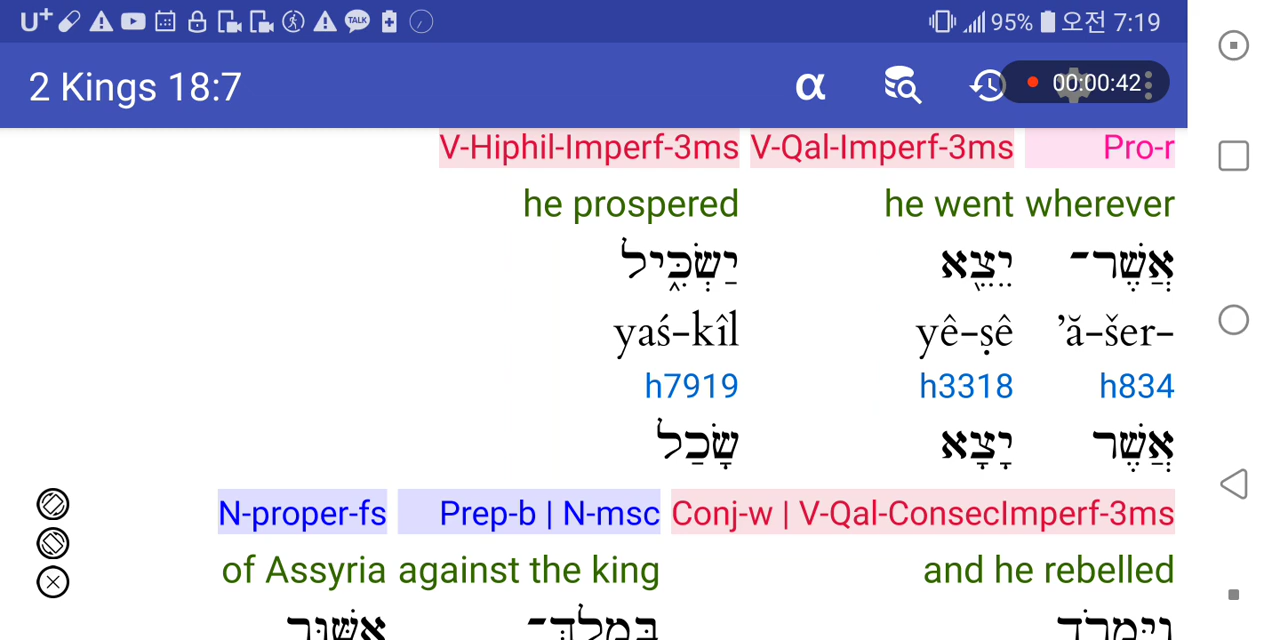 U+ TALK 95% 오전 7:19
2 Kings 18:7 α 00:00:42
V-Hiphil-Imperf-3ms V-Qal-Imperf-3ms Pro-r
he prospered he went wherever
אֲשֶׁר־ יֵצֵ֖א יַשְׂכִּ֑יל
yaś-kîl yê-ṣê ’ă-šer-
h7919 h3318 h834
אֲשֶׁר יָצָא שָׂכַל
N-proper-fs Prep-b | N-msc Conj-w | V-Qal-ConsecImperf-3ms
of Assyria against the king and he rebelled
וַיִּמְרֹד בְּמֶלֶךְ־ אַשּׁוּר